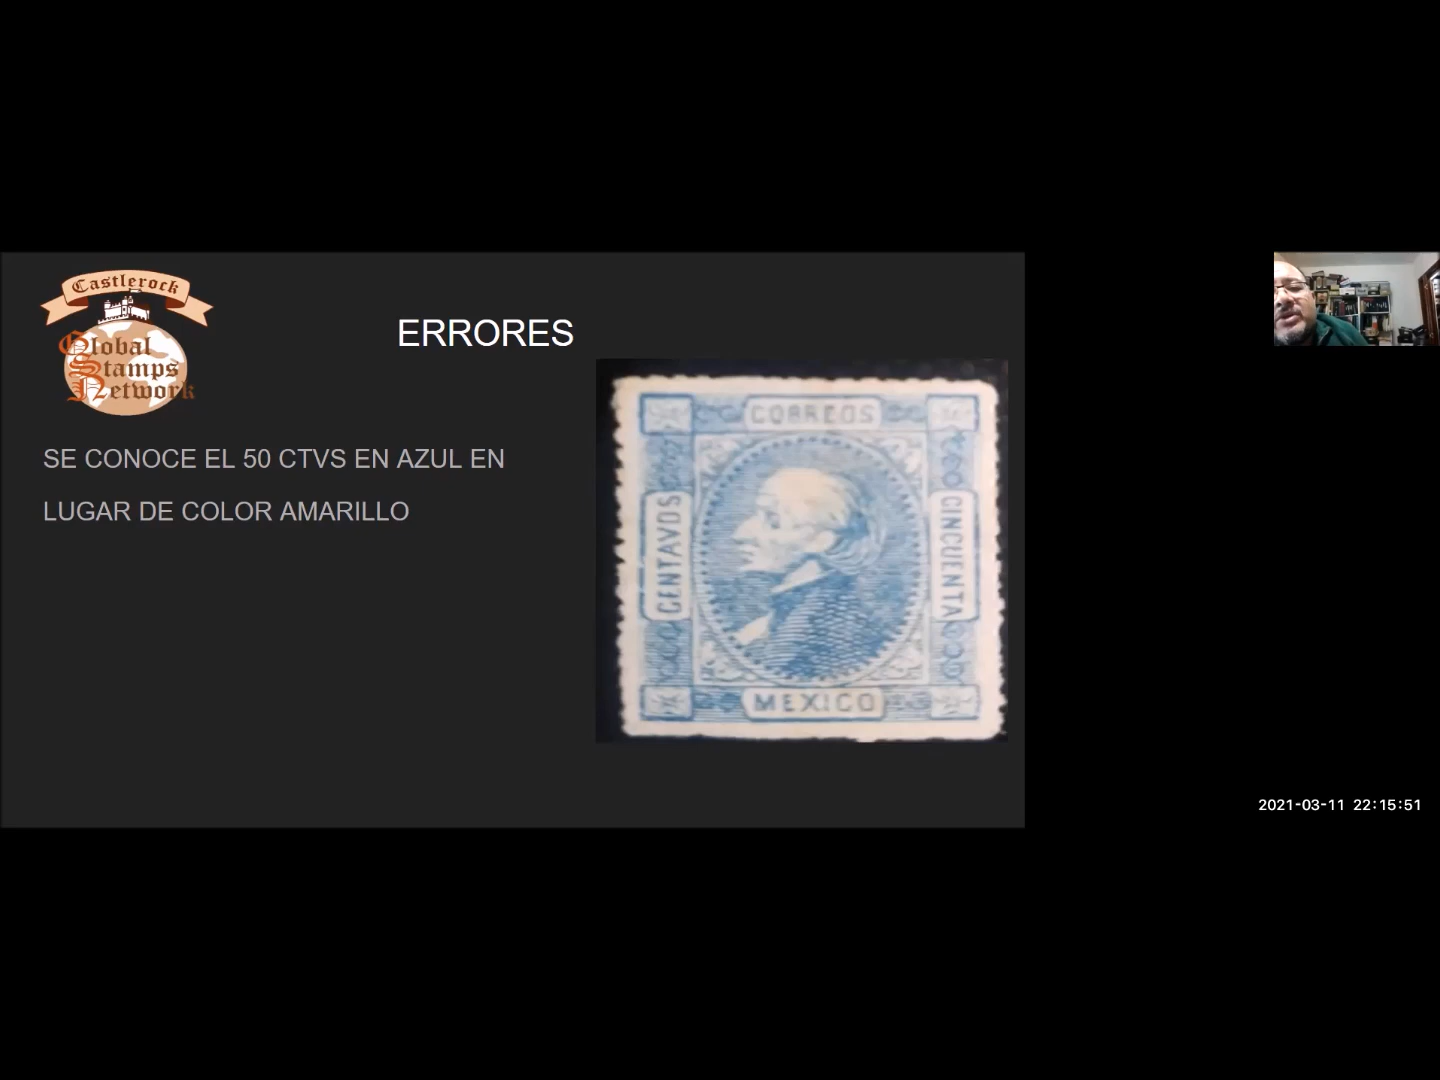 Castlerock
Global
Stamps
Network
ERRORES
SE CONOCE EL 50 CTVS EN AZUL EN
LUGAR DE COLOR AMARILLO
CORREOS
CENTAVOS
CINCUENTA
MEXICO
2021-03-11 22:15:51